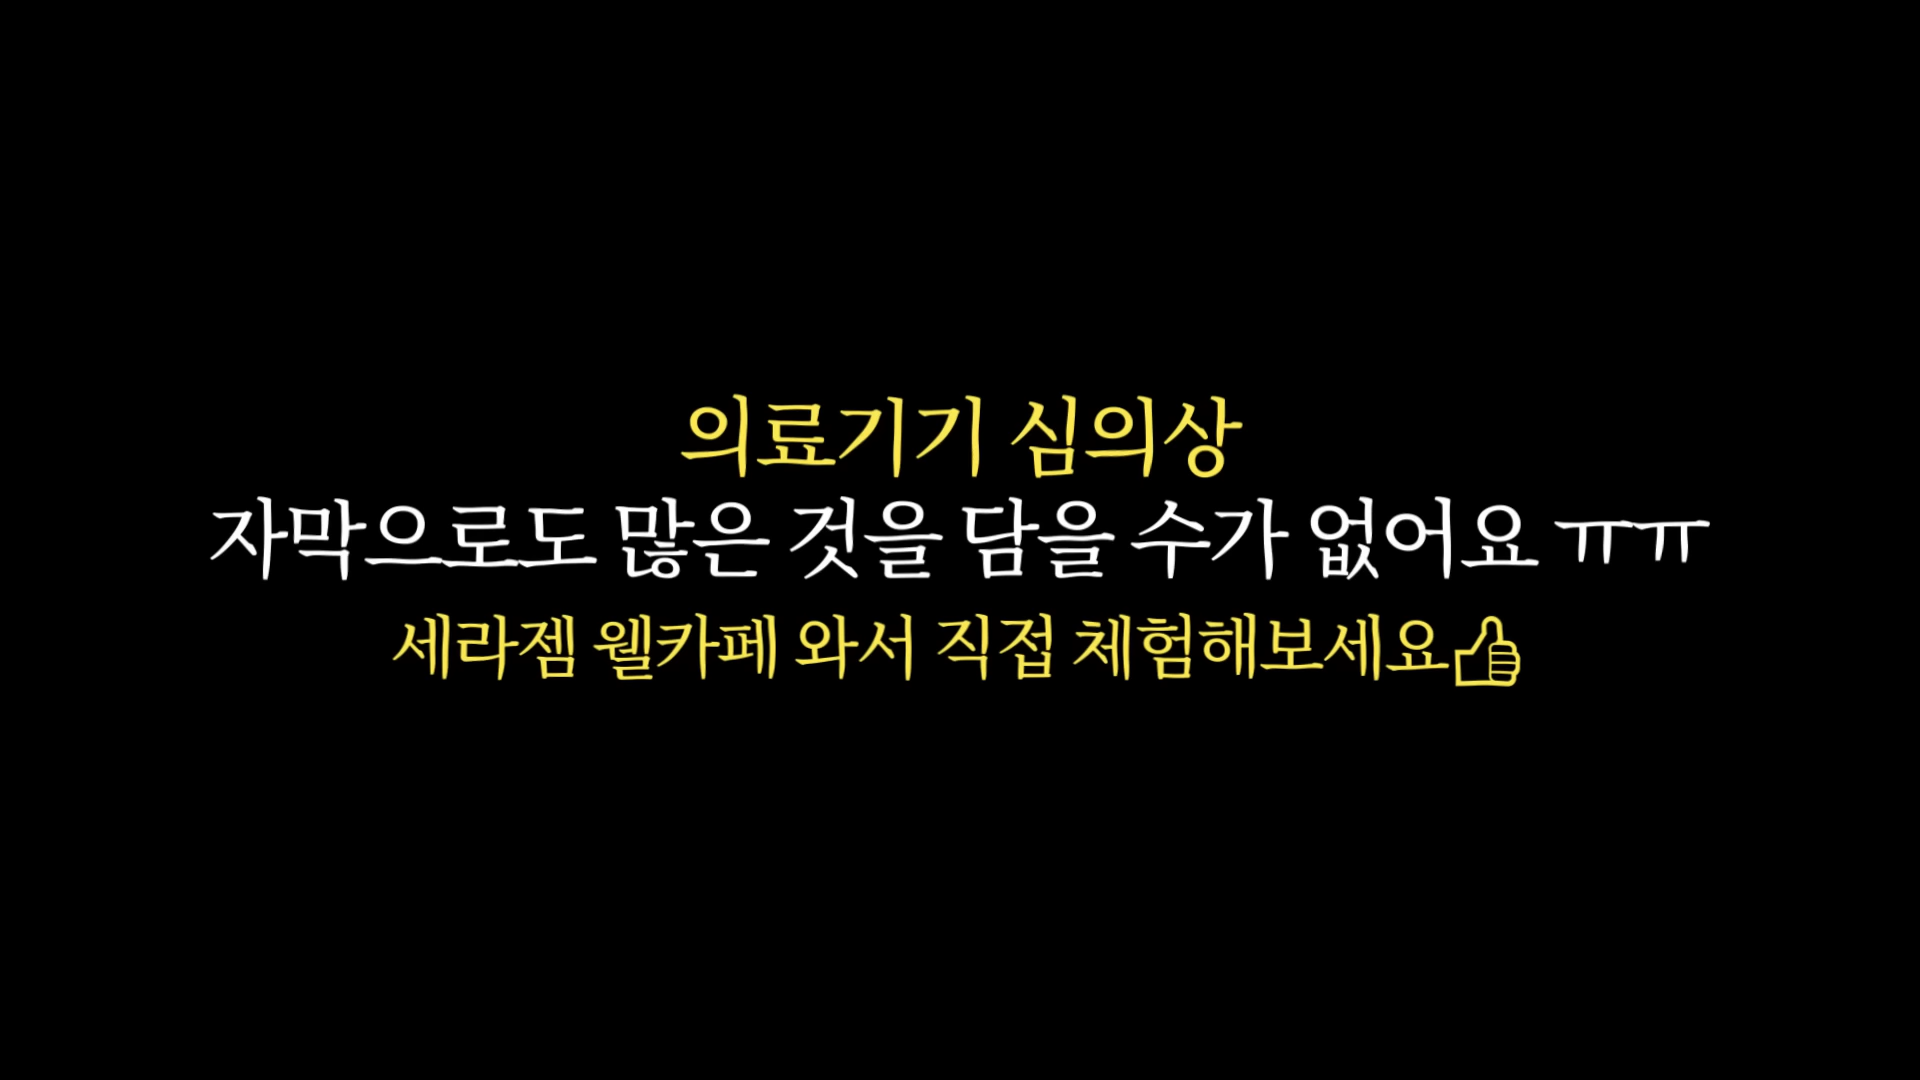 의료기기 심의상
자막으로도 많은 것을 담을 수가 없어요 ㅠㅠ
세라젬 웰카페 와서 직접 체험해보세요👍